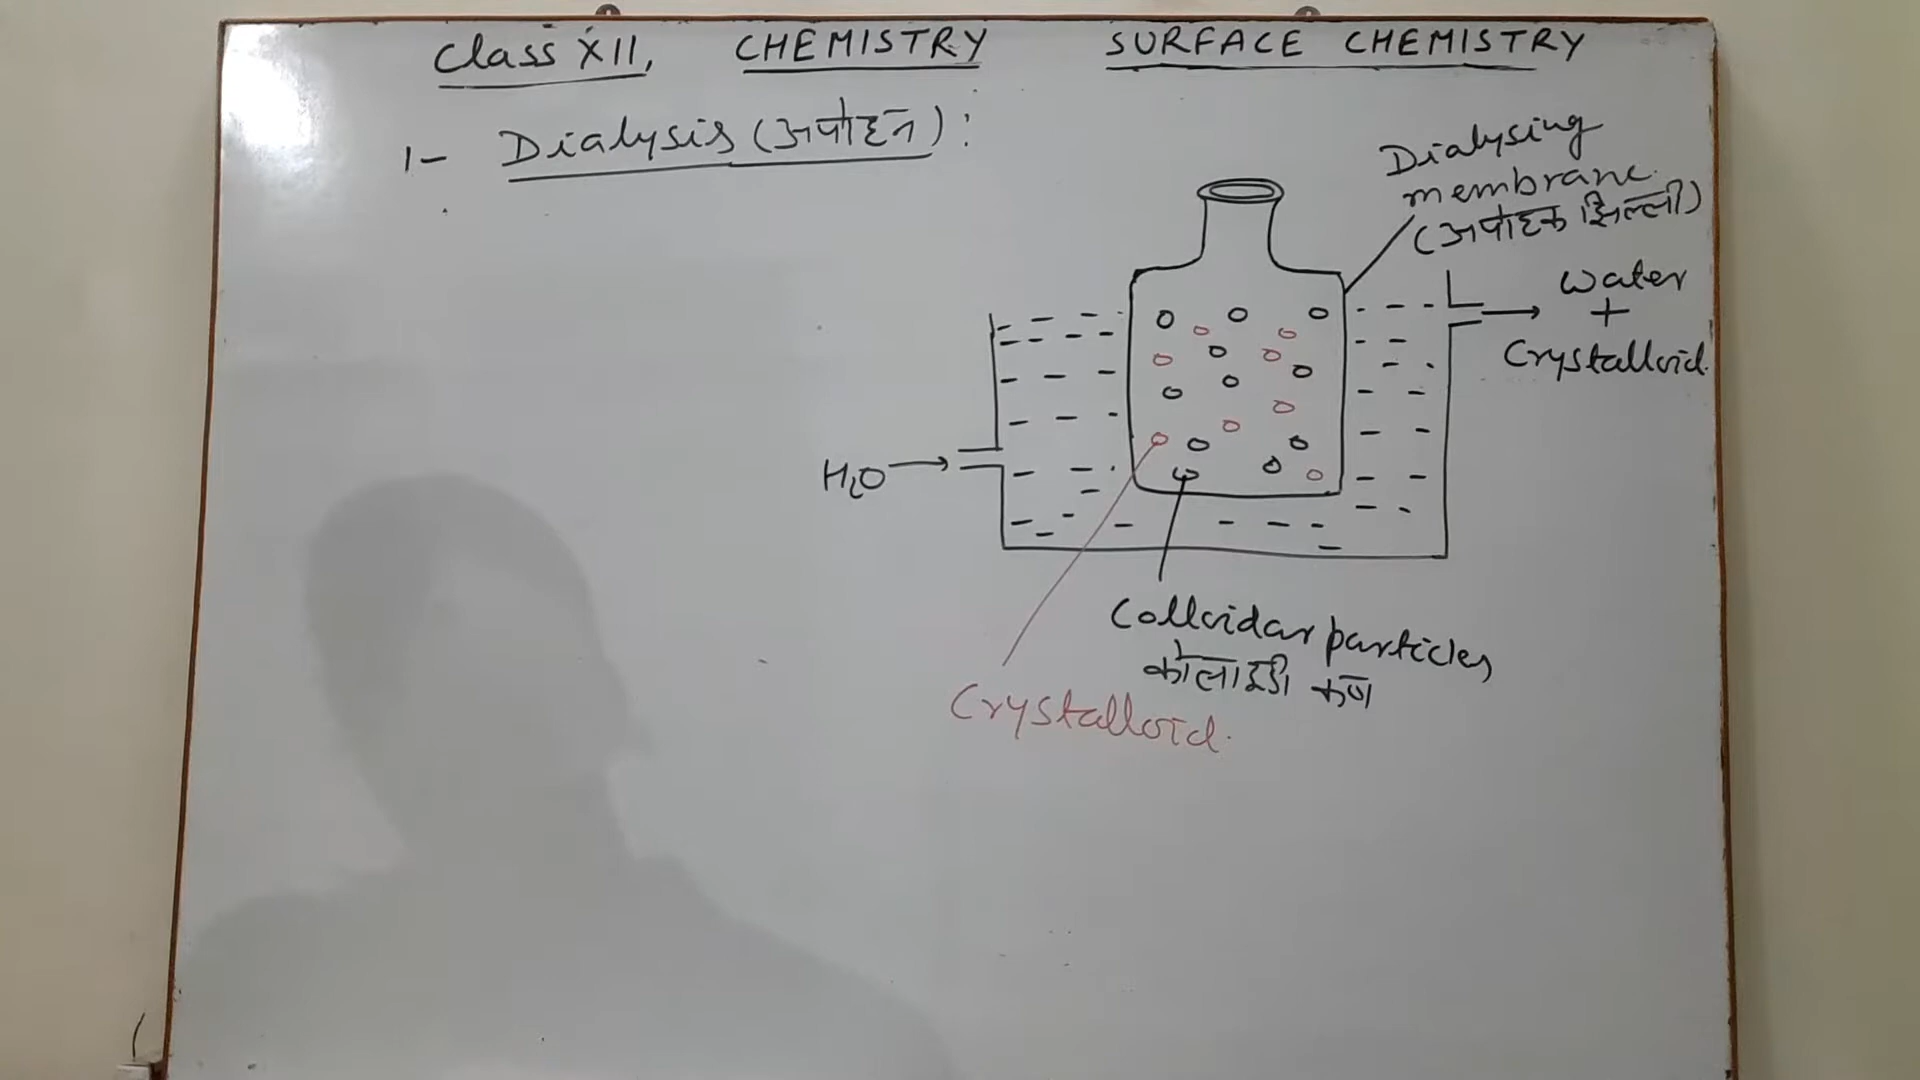 Class XII, CHEMISTRY SURFACE CHEMISTRY
1- Dialysis (अपोहन) :
Dialysing
membrane
(अपोहक झिल्ली)
Water
+
Crystalloid
H₂O
Colloidar particles
कोलाइडी कण
Crystalloid.